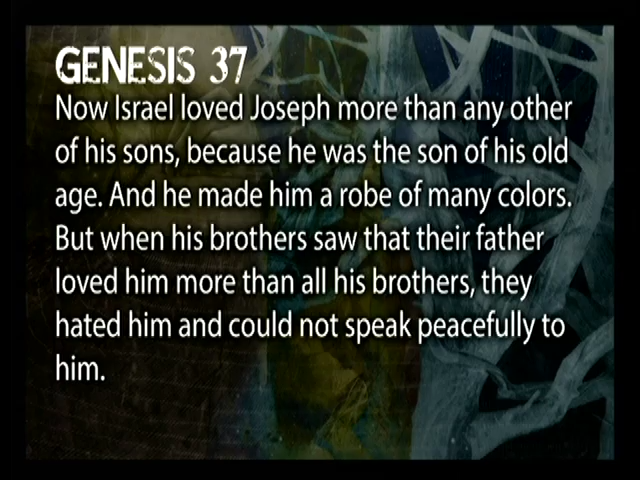 GENESIS 37
Now Israel loved Joseph more than any other
of his sons, because he was the son of his old
age. And he made him a robe of many colors.
But when his brothers saw that their father
loved him more than all his brothers, they
hated him and could not speak peacefully to
him.